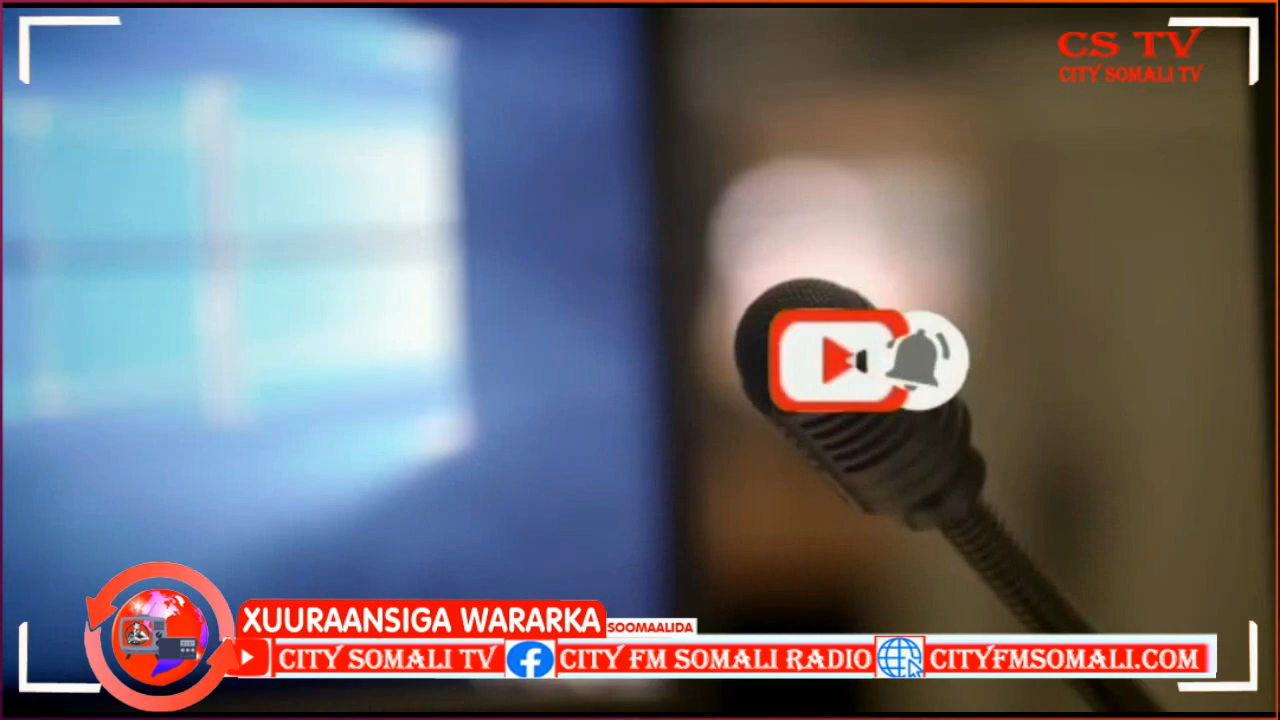 CS TV
CITY SOMALI TV
XUURAANSIGA WARARKA
SOOMAALIDA
CITY SOMALI TV CITY FM SOMALI RADIO CITYFMSOMALI.COM